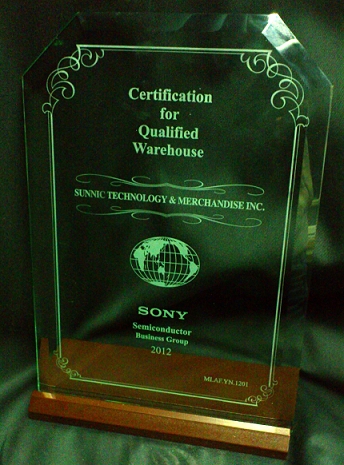 Certification
for
Qualified
Warehouse
SUNNIC TECHNOLOGY & MERCHANDISE INC.
SONY
Semiconductor
Business Group
2012
MLAF.YN.1201